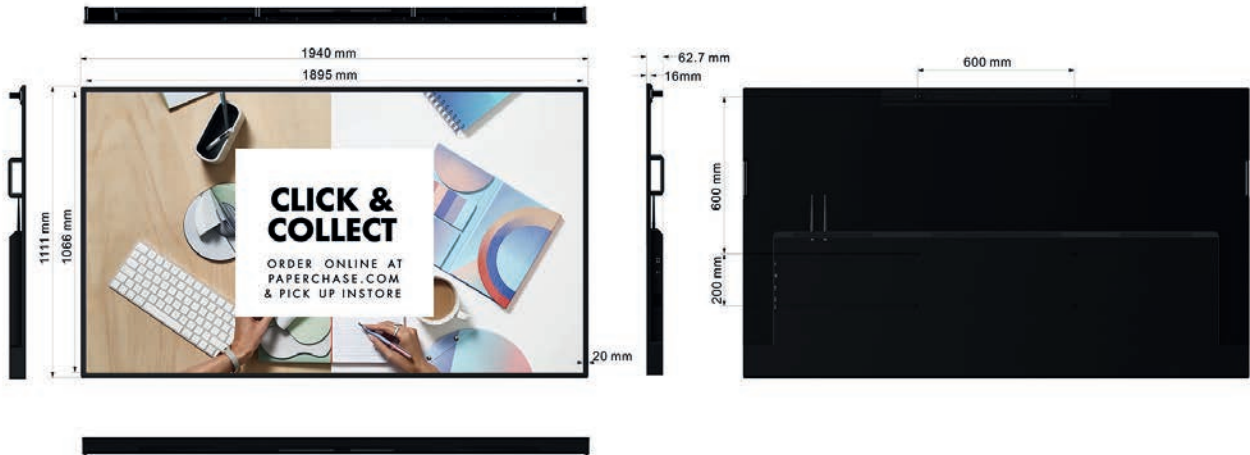 1940 mm
1895 mm
62.7 mm
16mm
600 mm
1111 mm
1066 mm
CLICK &
COLLECT
ORDER ONLINE AT
PAPERCHASE.COM
& PICK UP INSTORE
600 mm
200 mm
20 mm